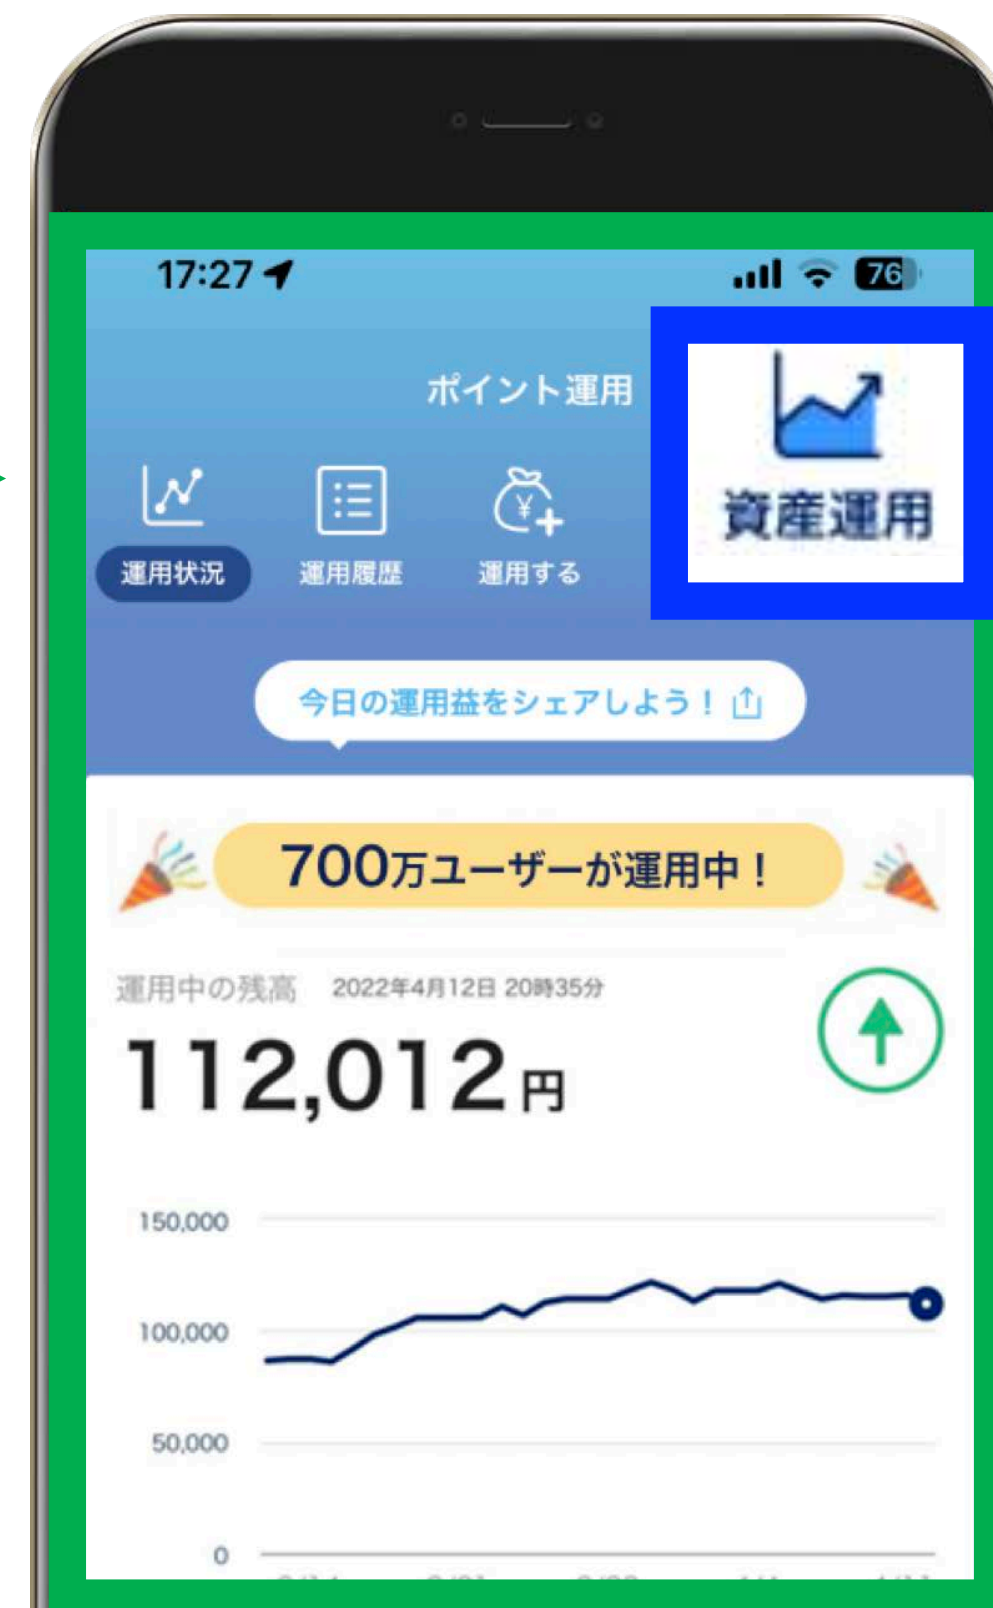 17:27
76
ポイント運用
資産運用
運用状況
運用履歴
運用する
今日の運用益をシェアしよう！
700万ユーザーが運用中！
運用中の残高 2022年4月12日 20時35分
112,012円
150,000
100,000
50,000
0